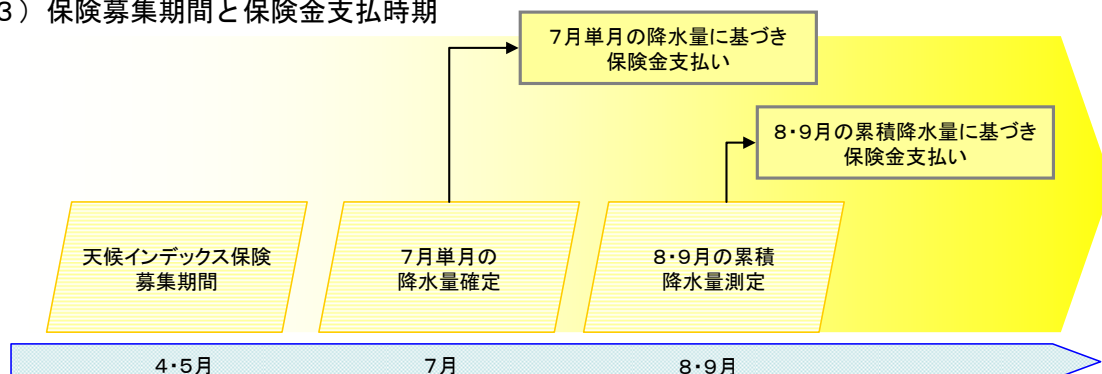 ３）保険募集期間と保険金支払時期
７月単月の降水量に基づき
保険金支払い
８・９月の累積降水量に基づき
保険金支払い
天候インデックス保険
募集期間
７月単月の
降水量確定
８・９月の累積
降水量測定
４・５月
７月
８・９月